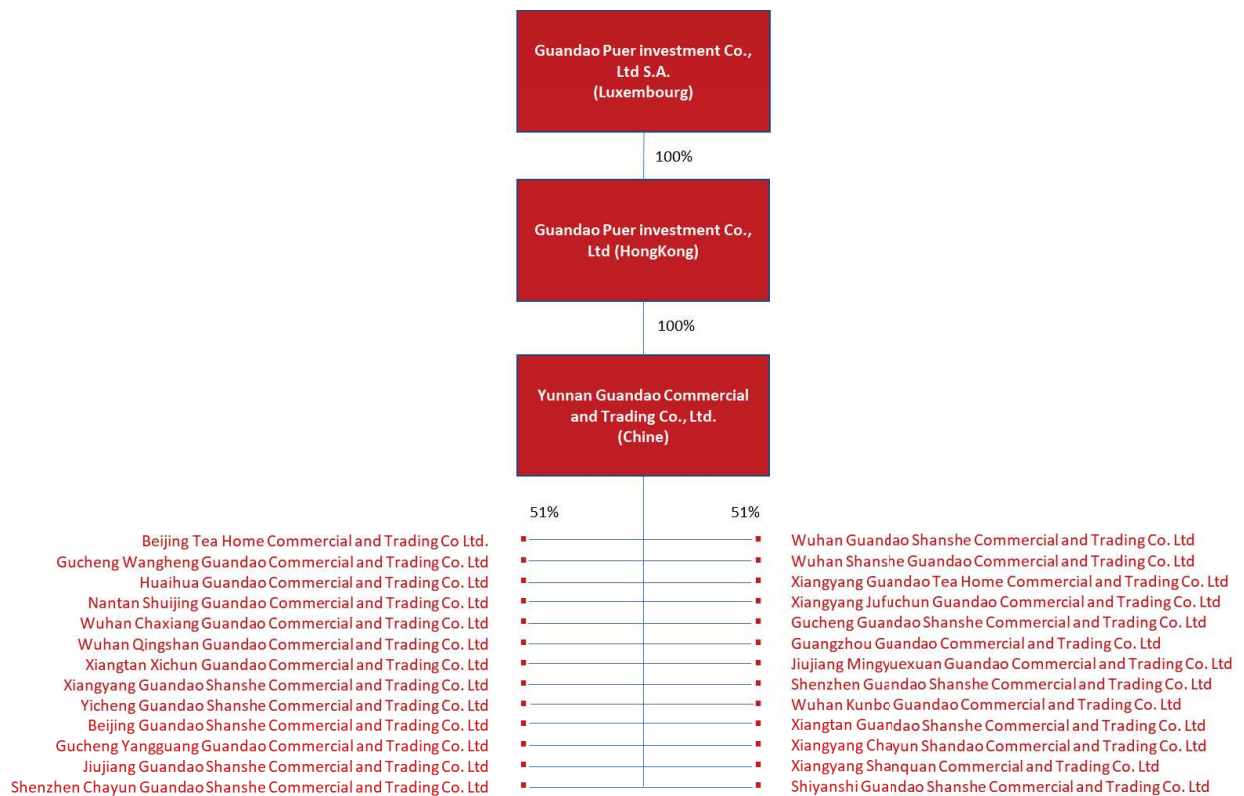 Guandao Puer investment Co.,
Ltd S.A.
(Luxembourg)
100%
Guandao Puer investment Co.,
Ltd (HongKong)
100%
Yunnan Guandao Commercial
and Trading Co., Ltd.
(Chine)
51%
51%
Beijing Tea Home Commercial and Trading Co Ltd.
Gucheng Wangheng Guandao Commercial and Trading Co. Ltd
Huaihua Guandao Commercial and Trading Co. Ltd
Nantan Shuijing Guandao Commercial and Trading Co. Ltd
Wuhan Chaxiang Guandao Commercial and Trading Co. Ltd
Wuhan Qingshan Guandao Commercial and Trading Co. Ltd
Xiangtan Xichun Guandao Commercial and Trading Co. Ltd
Xiangyang Guandao Shanshe Commercial and Trading Co. Ltd
Yicheng Guandao Shanshe Commercial and Trading Co. Ltd
Beijing Guandao Shanshe Commercial and Trading Co. Ltd
Gucheng Yangguang Guandao Commercial and Trading Co. Ltd
Jiujiang Guandao Shanshe Commercial and Trading Co. Ltd
Shenzhen Chayun Guandao Shanshe Commercial and Trading Co. Ltd
Wuhan Guandao Shanshe Commercial and Trading Co. Ltd
Wuhan Shanshe Guandao Commercial and Trading Co. Ltd
Xiangyang Guandao Tea Home Commercial and Trading Co. Ltd
Xiangyang Jufuchun Guandao Commercial and Trading Co. Ltd
Gucheng Guandao Shanshe Commercial and Trading Co. Ltd
Guangzhou Guandao Commercial and Trading Co. Ltd
Jiujiang Mingyuexuan Guandao Commercial and Trading Co. Ltd
Shenzhen Guandao Shanshe Commercial and Trading Co. Ltd
Wuhan Kunbo Guandao Commercial and Trading Co. Ltd
Xiangtan Guandao Shanshe Commercial and Trading Co. Ltd
Xiangyang Chayun Shandao Commercial and Trading Co. Ltd
Xiangyang Shanquan Commercial and Trading Co. Ltd
Shiyanshi Guandao Shanshe Commercial and Trading Co. Ltd